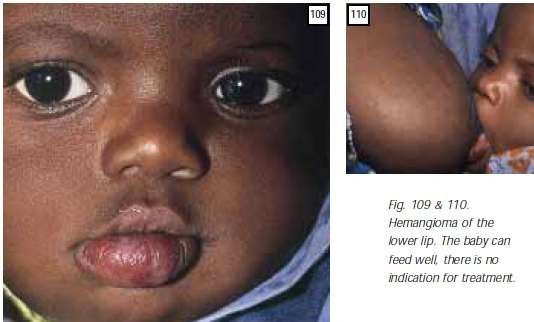 109
110
Fig. 109 & 110.
Hemangioma of the
lower lip. The baby can
feed well, there is no
indication for treatment.